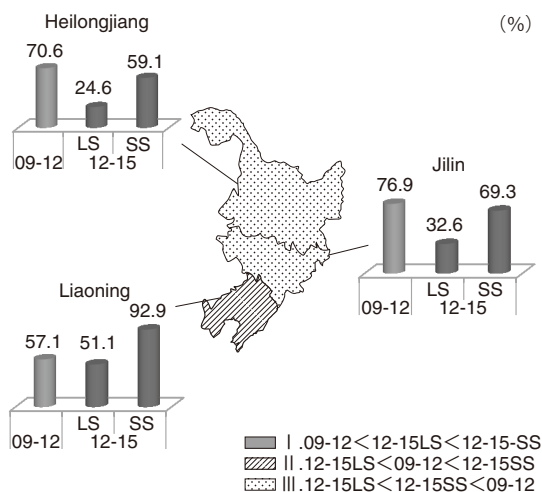 Heilongjiang
(%)
70.6
24.6
59.1
LS
SS
09-12
12-15
Jilin
76.9
32.6
69.3
LS
SS
09-12
12-15
Liaoning
57.1
51.1
92.9
LS
SS
09-12
12-15
Ⅰ.09-12<12-15LS<12-15-SS
Ⅱ.12-15LS<09-12<12-15SS
Ⅲ.12-15LS<12-15SS<09-12